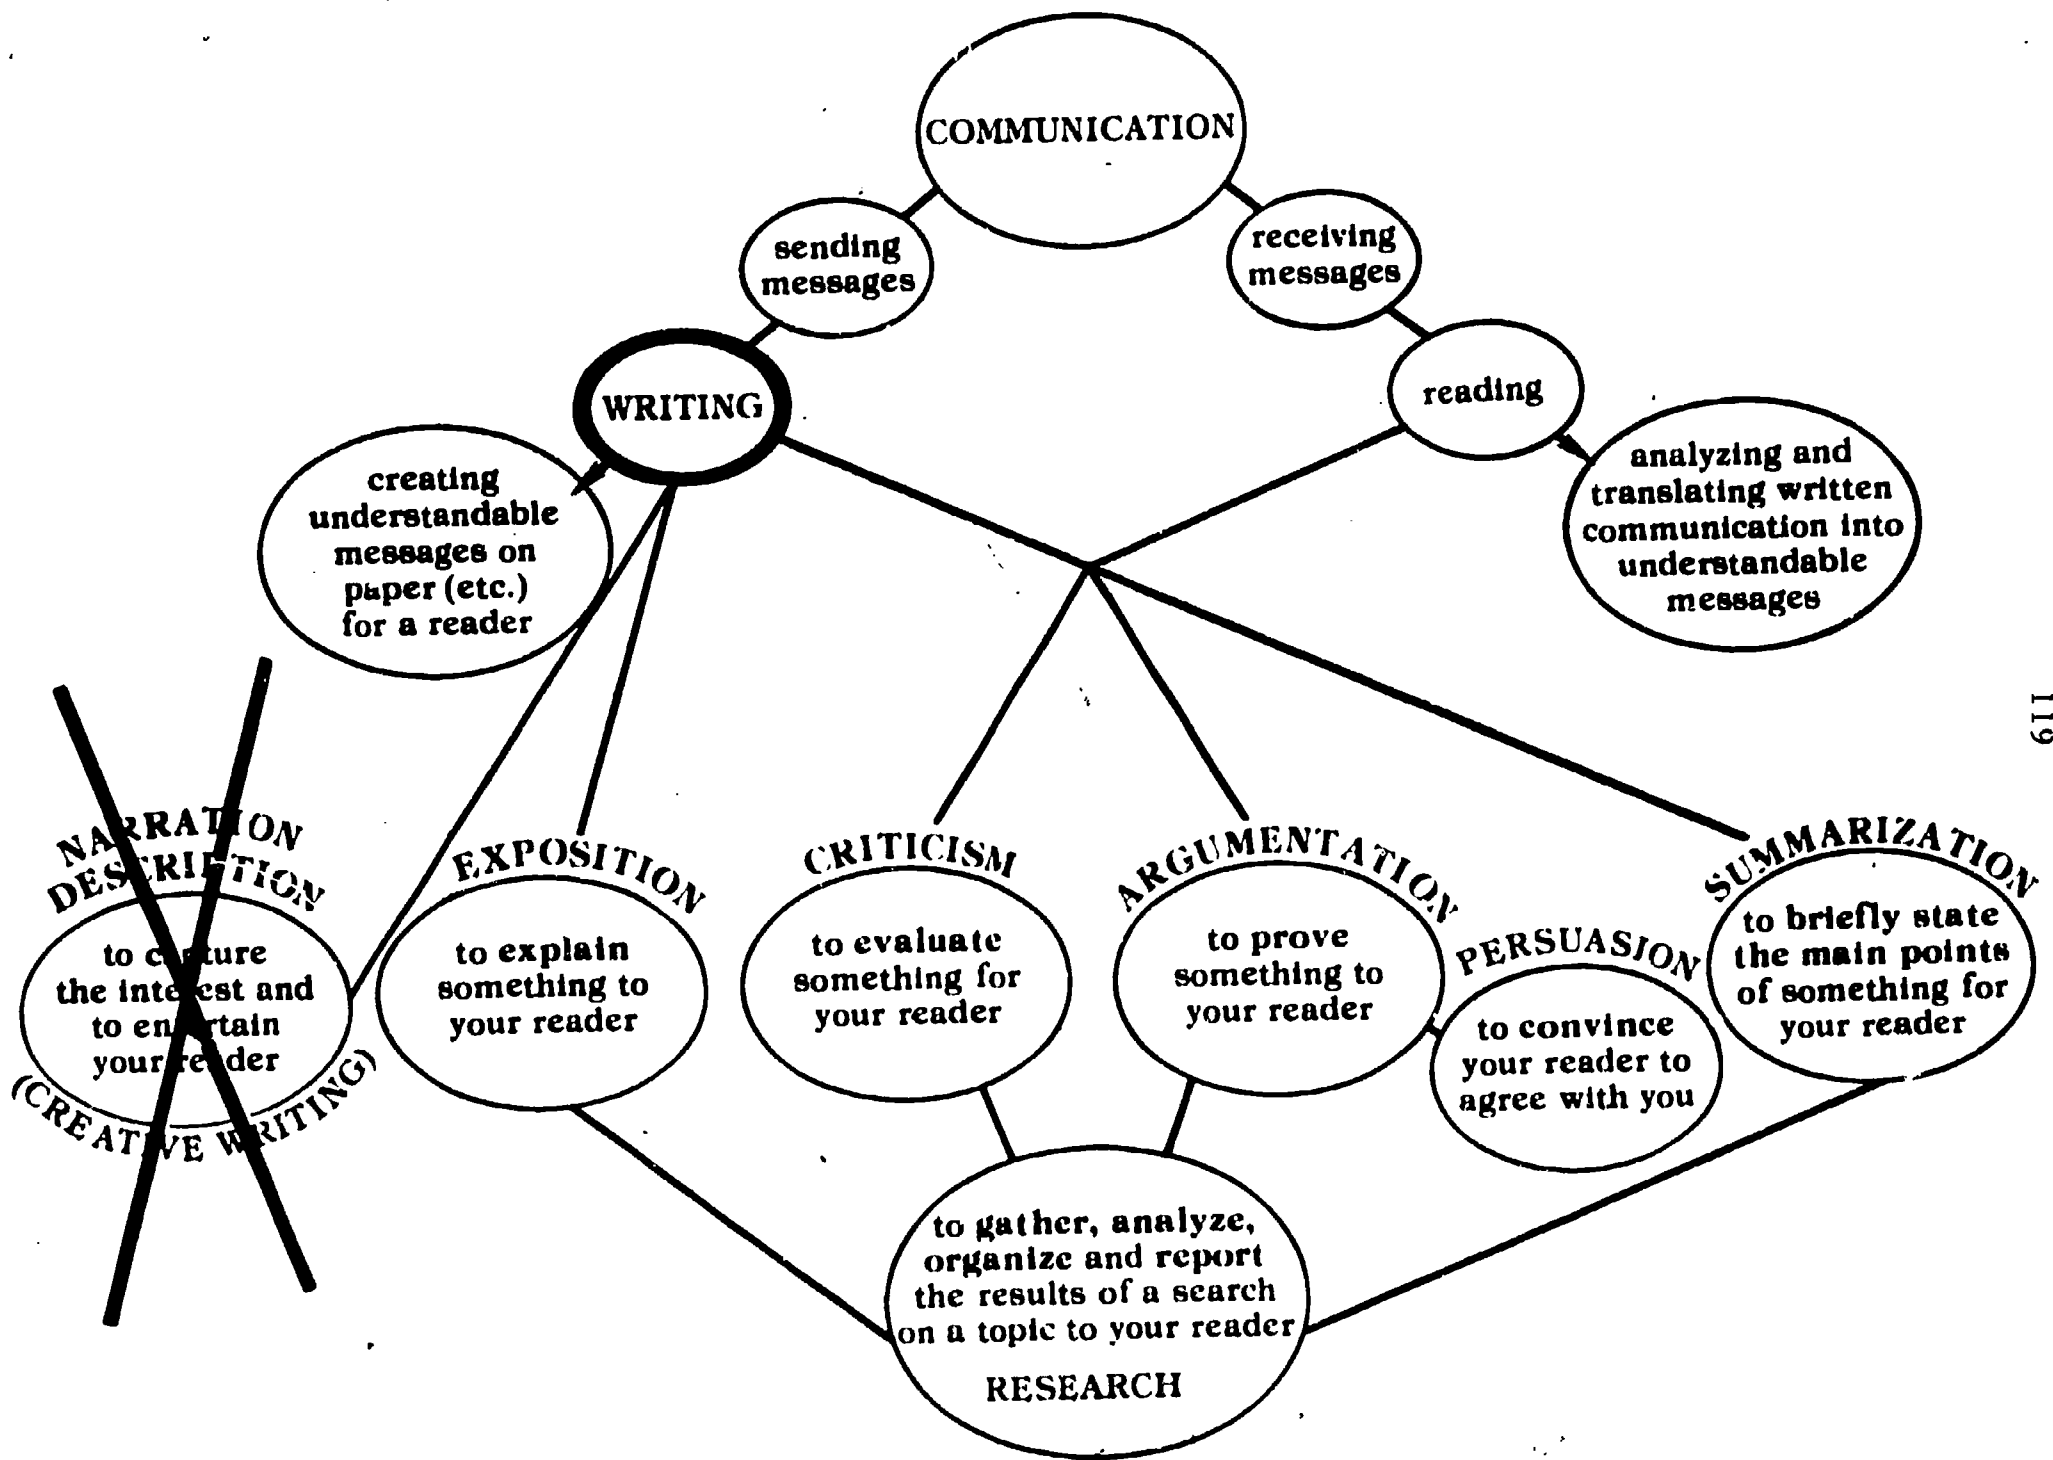 COMMUNICATION
sending
messages
receiving
messages
WRITING
reading
creating
understandable
messages on
paper (etc.)
for a reader
analyzing and
translating written
communication into
understandable
messages
119
NARRATION
DESCRIPTION
to capture
the interest and
to entertain
your reader
(CREATIVE WRITING)
EXPOSITION
to explain
something to
your reader
CRITICISM
to evaluate
something for
your reader
ARGUMENTATION
to prove
something to
your reader
PERSUASION
to convince
your reader to
agree with you
SUMMARIZATION
to briefly state
the main points
of something for
your reader
to gather, analyze,
organize and report
the results of a search
on a topic to your reader
RESEARCH